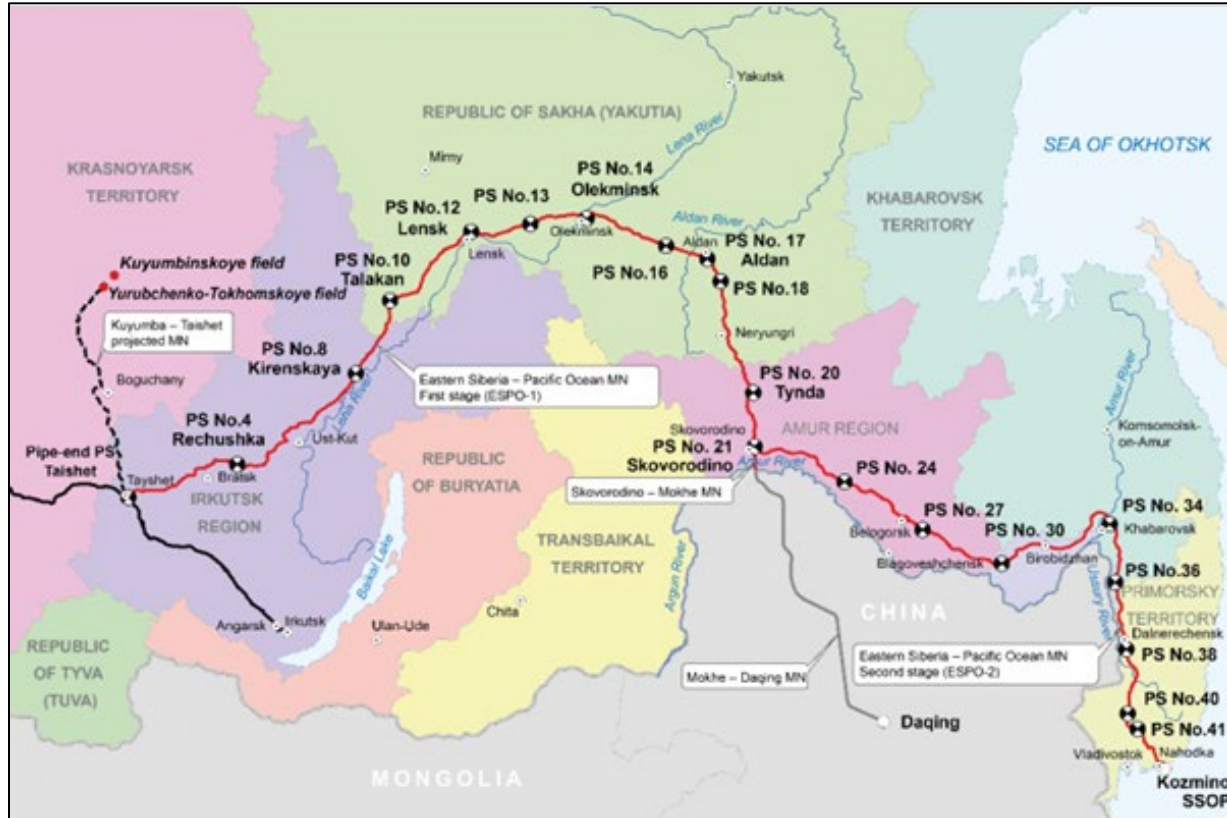 Yakutsk
REPUBLIC OF SAKHA (YAKUTIA)
Lena River
Mirny
SEA OF OKHOTSK
KRASNOYARSK
TERRITORY
KHABAROVSK
TERRITORY
PS No.14
Olekminsk
PS No.13
PS No.12
Lensk
Olekminsk
Aldan River
Lensk
Aldan
PS No. 17
Aldan
PS No.16
PS No.18
PS No.10
Talakan
Kuyumbinskoye field
Yurubchenko-Tokhomskoye field
Kuyumba – Taishet
projected MN
Neryungri
PS No.8
Kirenskaya
Eastern Siberia – Pacific Ocean MN
First stage (ESPO-1)
Lena River
Boguchany
PS No. 20
Tynda
Amur River
PS No.4
Rechushka
Ust-Kut
Skovorodino
AMUR REGION
Komsomolsk-
on-Amur
PS No. 21
Skovorodino
Amur River
Pipe-end PS
Taishet
Tayshet
Bratsk
IRKUTSK
REGION
REPUBLIC
OF BURYATIA
Skovorodino – Mokhe MN
PS No. 24
PS No. 27
PS No. 30
PS No. 34
Khabarovsk
Belogorsk
Birobidzhan
Blagoveshchensk
TRANSBAIKAL
TERRITORY
Argun River
Baikal Lake
PS No.36
Ussury River
PRIMORSKY
TERRITORY
CHINA
Chita
Angarsk
Irkutsk
Ulan-Ude
Dalnerechensk
PS No.38
Eastern Siberia – Pacific Ocean MN
Second stage (ESPO-2)
REPUBLIC
OF TYVA
(TUVA)
Mokhe – Daqing MN
Daqing
PS No.40
PS No.41
Vladivostok
Nahodka
Kozmino
SSOP
MONGOLIA